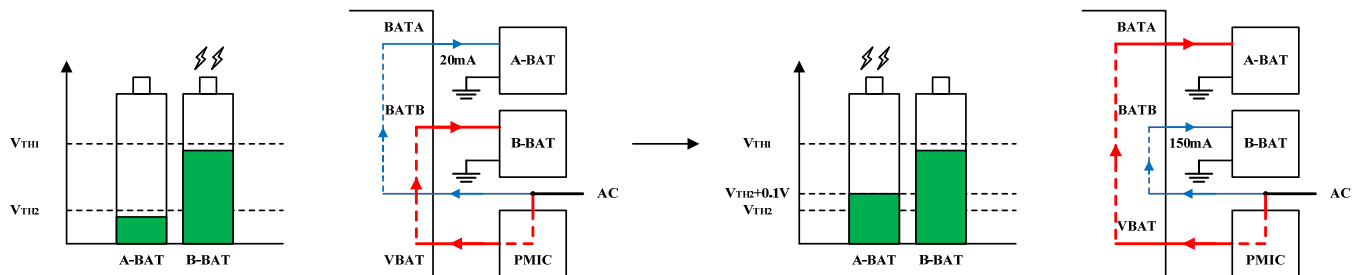 VTH1
VTH2
A-BAT
B-BAT
BATA
20mA
A-BAT
BATB
B-BAT
AC
VBAT
PMIC
VTH1
VTH2+0.1V
VTH2
A-BAT
B-BAT
BATA
A-BAT
BATB
150mA
B-BAT
AC
VBAT
PMIC